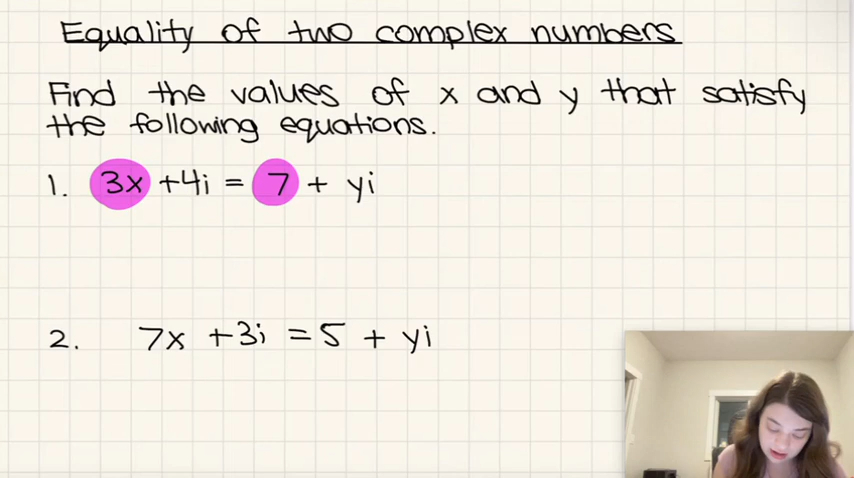 Equality of two complex numbers
Find the values of x and y that satisfy
the following equations.
1. 3x +4i = 7 + yi
2. 7x +3i = 5 + yi